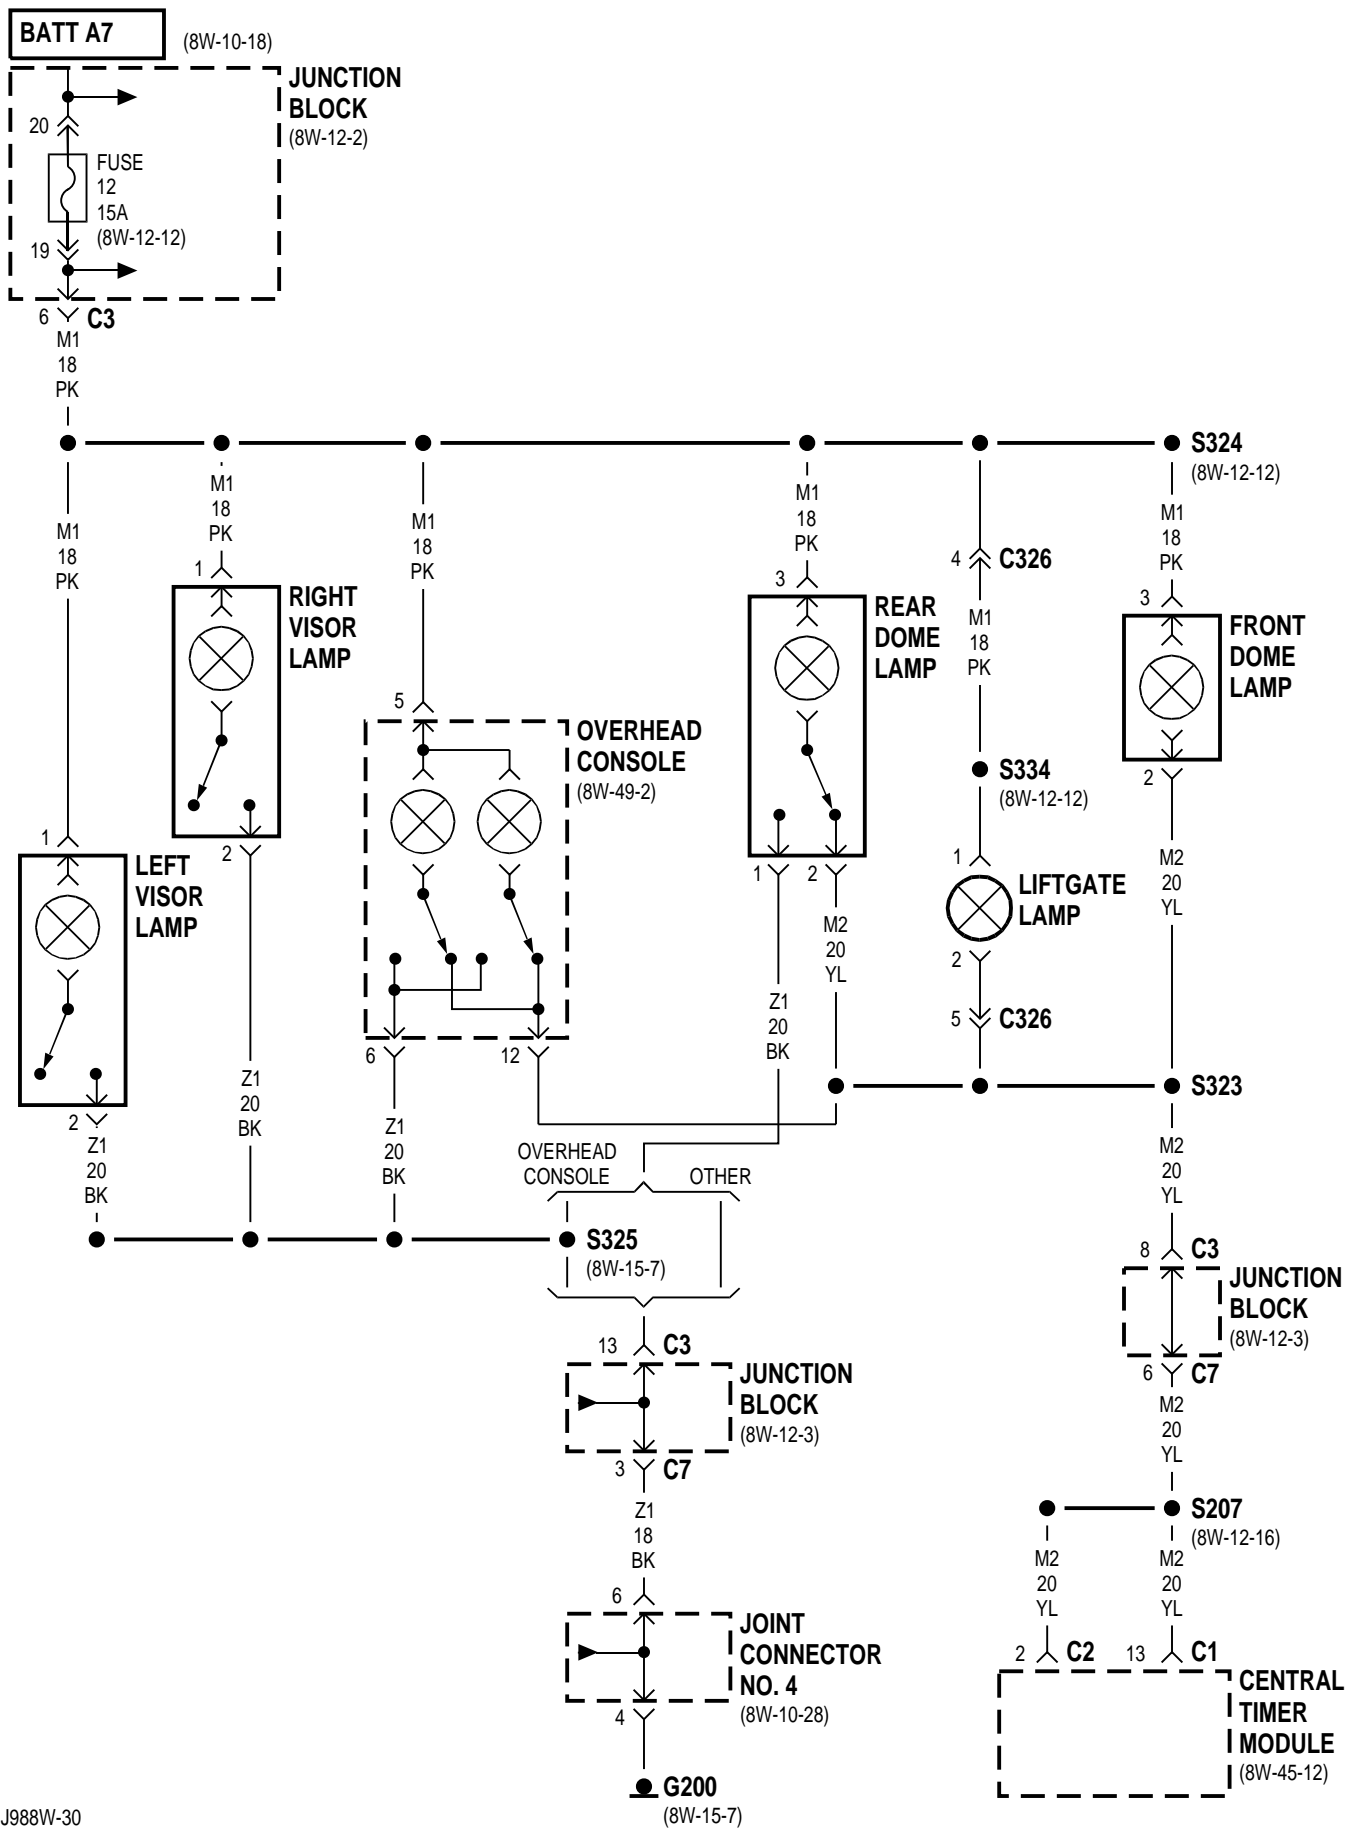 BATT A7
(8W-10-18)
JUNCTION
BLOCK
(8W-12-2)
20
FUSE
12
15A
(8W-12-12)
19
6
C3
M1
18
PK
S324
(8W-12-12)
M1
18
PK
M1
18
PK
M1
18
PK
M1
18
PK
4
C326
M1
18
PK
M1
18
PK
1
RIGHT
VISOR
LAMP
2
3
REAR
DOME
LAMP
1
2
3
FRONT
DOME
LAMP
2
5
OVERHEAD
CONSOLE
(8W-49-2)
6
12
S334
(8W-12-12)
1
LIFTGATE
LAMP
2
5
C326
1
LEFT
VISOR
LAMP
2
M2
20
YL
M2
20
YL
Z1
20
BK
Z1
20
BK
Z1
20
BK
Z1
20
BK
S323
OVERHEAD
CONSOLE
OTHER
M2
20
YL
S325
(8W-15-7)
8
C3
JUNCTION
BLOCK
(8W-12-3)
6
C7
13
C3
JUNCTION
BLOCK
(8W-12-3)
3
C7
M2
20
YL
Z1
18
BK
S207
(8W-12-16)
M2
20
YL
M2
20
YL
6
JOINT
CONNECTOR
NO. 4
(8W-10-28)
4
2
C2
13
C1
CENTRAL
TIMER
MODULE
(8W-45-12)
G200
(8W-15-7)
J988W-30